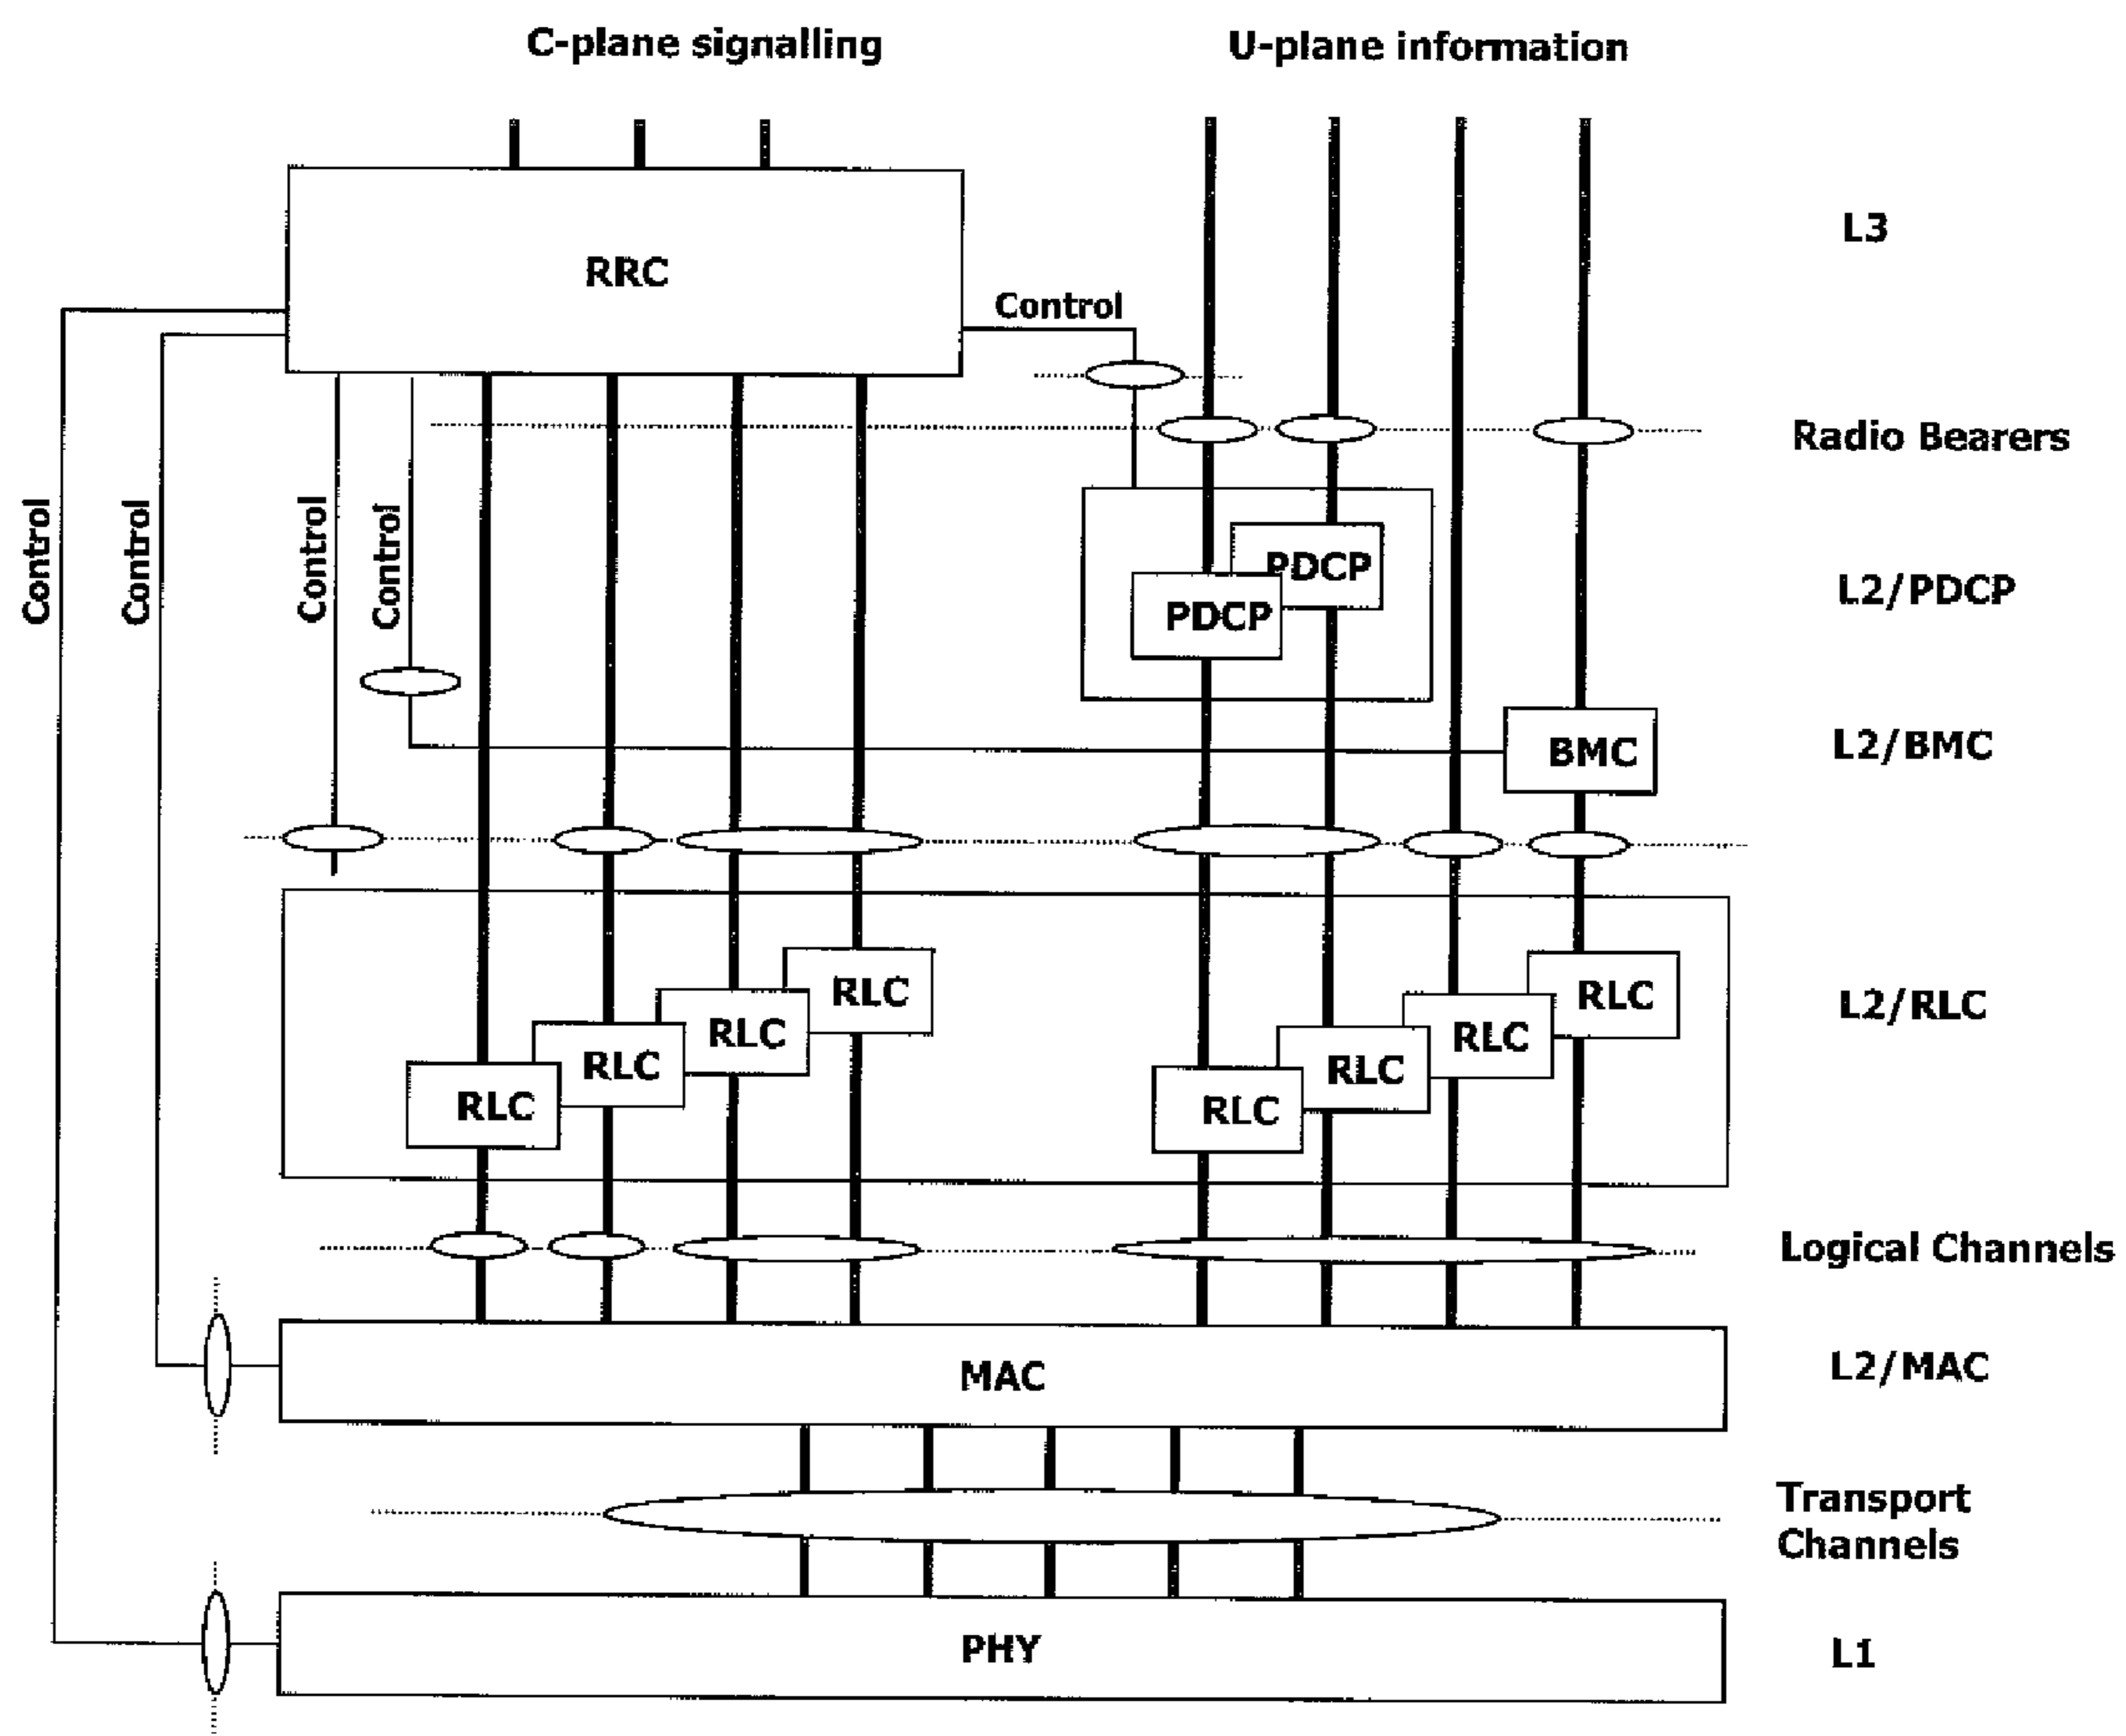 C-plane signalling
U-plane information
RRC
L3
Control
Radio Bearers
Control
Control
Control
Control
PDCP
PDCP
L2/PDCP
BMC
L2/BMC
RLC
RLC
RLC
RLC
RLC
RLC
RLC
RLC
L2/RLC
Logical Channels
MAC
L2/MAC
Transport
Channels
PHY
L1